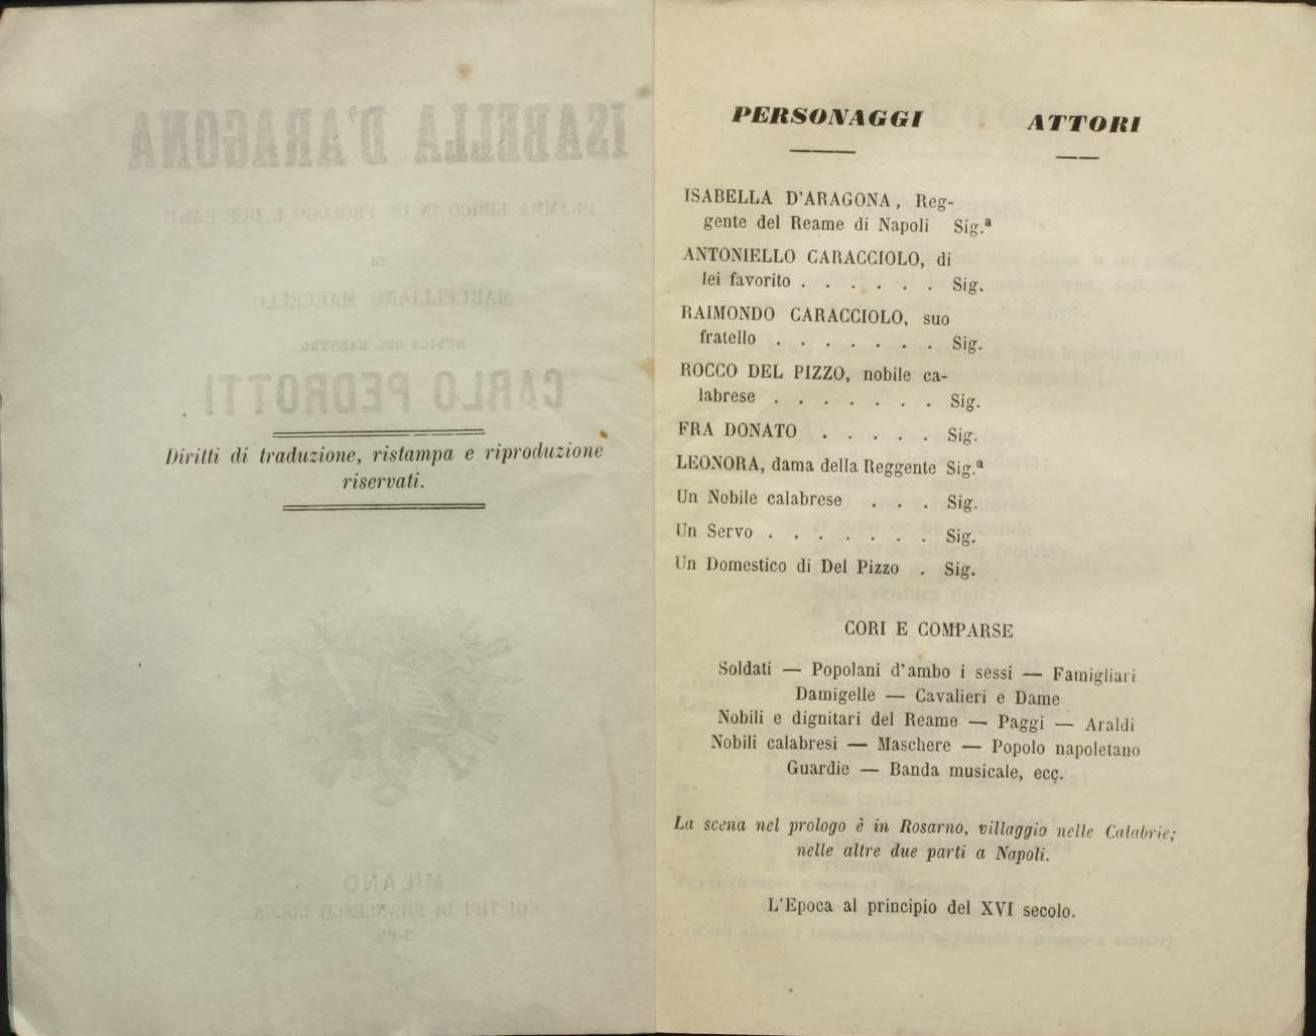 Diritti di traduzione, ristampa e riproduzione
riservati.
PERSONAGGI ATTORI
ISABELLA D'ARAGONA, Reg-
gente del Reame di Napoli Sig.ª
ANTONIELLO CARACCIOLO, di
lei favorito . . . . . . Sig.
RAIMONDO CARACCIOLO, suo
fratello . . . . . . . Sig.
ROCCO DEL PIZZO, nobile ca-
labrese . . . . . . . Sig.
FRA DONATO . . . . . Sig.
LEONORA, dama della Reggente Sig.ª
Un Nobile calabrese . . . Sig.
Un Servo . . . . . . . Sig.
Un Domestico di Del Pizzo . Sig.
CORI E COMPARSE
Soldati — Popolani d'ambo i sessi — Famigliari
Damigelle — Cavalieri e Dame
Nobili e dignitari del Reame — Paggi — Araldi
Nobili calabresi — Maschere — Popolo napoletano
Guardie — Banda musicale, ecc.
La scena nel prologo è in Rosarno, villaggio nelle Calabrie;
nelle altre due parti a Napoli.
L'Epoca al principio del XVI secolo.